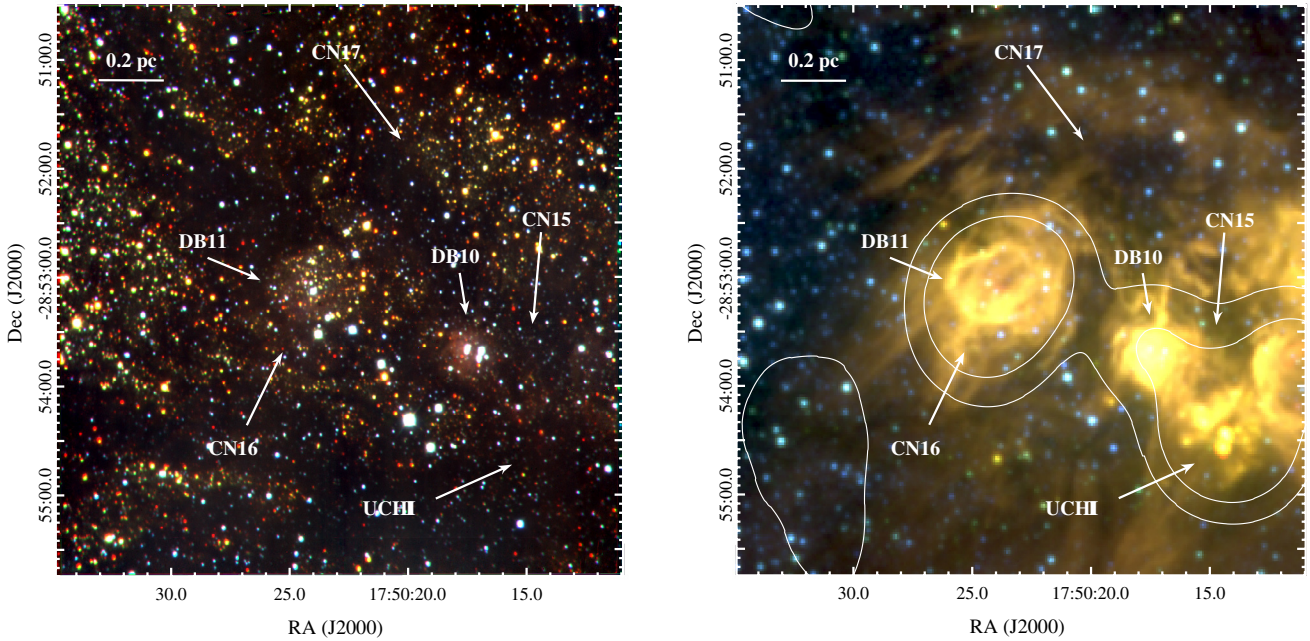 0.2 pc
CN17
CN15
DB11
DB10
CN16
UCHII
51:00.0
52:00.0
-28:53:00.0
54:00.0
55:00.0
Dec (J2000)
30.0
25.0
17:50:20.0
15.0
RA (J2000)
0.2 pc
CN17
CN15
DB11
DB10
CN16
UCHII
51:00.0
52:00.0
-28:53:00.0
54:00.0
55:00.0
Dec (J2000)
30.0
25.0
17:50:20.0
15.0
RA (J2000)